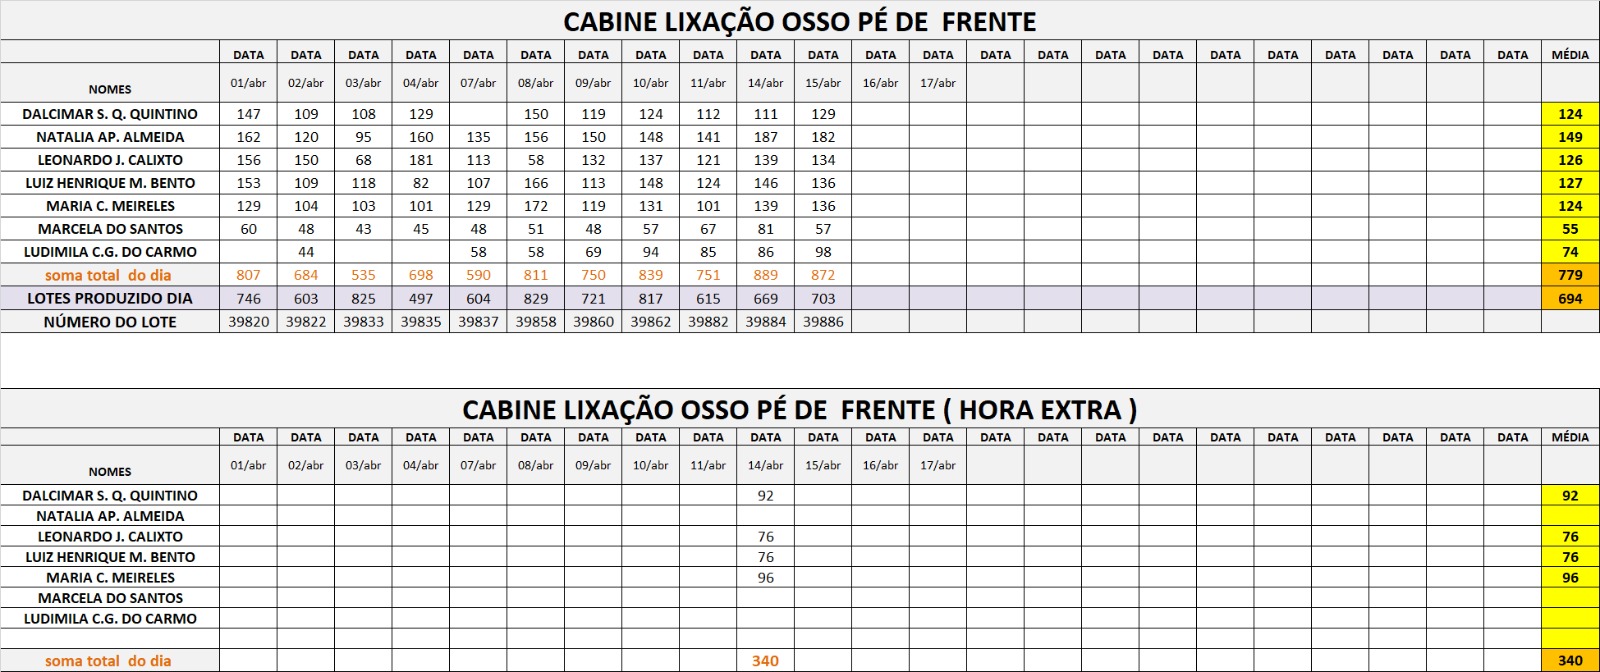 CABINE LIXAÇÃO OSSO PÉ DE FRENTE
DATA DATA DATA DATA DATA DATA DATA DATA DATA DATA DATA DATA DATA DATA DATA DATA DATA DATA DATA DATA DATA DATA DATA MÉDIA
NOMES 01/abr 02/abr 03/abr 04/abr 07/abr 08/abr 09/abr 10/abr 11/abr 14/abr 15/abr 16/abr 17/abr
DALCIMAR S. Q. QUINTINO 147 109 108 129 150 119 124 112 111 129 124
NATALIA AP. ALMEIDA 162 120 95 160 135 156 150 148 141 187 182 149
LEONARDO J. CALIXTO 156 150 68 181 113 58 132 137 121 139 134 126
LUIZ HENRIQUE M. BENTO 153 109 118 82 107 166 113 148 124 146 136 127
MARIA C. MEIRELES 129 104 103 101 129 172 119 131 101 139 136 124
MARCELA DO SANTOS 60 48 43 45 48 51 48 57 67 81 57 55
LUDIMILA C.G. DO CARMO 44 58 58 69 94 85 86 98 74
soma total do dia 807 684 535 698 590 811 750 839 751 889 872 779
LOTES PRODUZIDO DIA 746 603 825 497 604 829 721 817 615 669 703 694
NÚMERO DO LOTE 39820 39822 39833 39835 39837 39858 39860 39862 39882 39884 39886
CABINE LIXAÇÃO OSSO PÉ DE FRENTE ( HORA EXTRA )
DATA DATA DATA DATA DATA DATA DATA DATA DATA DATA DATA DATA DATA DATA DATA DATA DATA DATA DATA DATA DATA DATA DATA MÉDIA
NOMES 01/abr 02/abr 03/abr 04/abr 07/abr 08/abr 09/abr 10/abr 11/abr 14/abr 15/abr 16/abr 17/abr
DALCIMAR S. Q. QUINTINO 92 92
NATALIA AP. ALMEIDA
LEONARDO J. CALIXTO 76 76
LUIZ HENRIQUE M. BENTO 76 76
MARIA C. MEIRELES 96 96
MARCELA DO SANTOS
LUDIMILA C.G. DO CARMO
soma total do dia 340 340